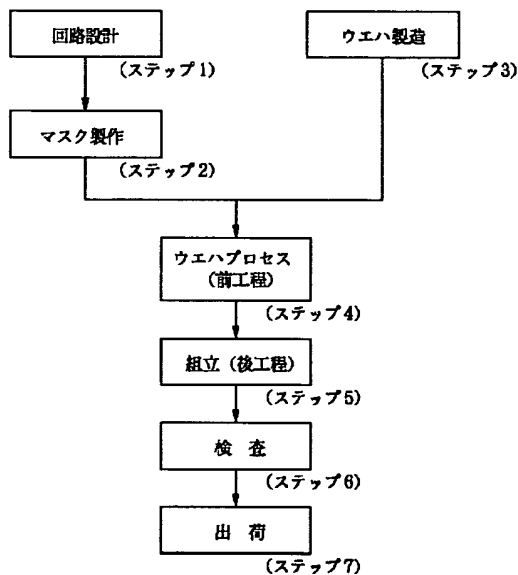 回路設計
(ステップ1)
ウエハ製造
(ステップ3)
マスク製作
(ステップ2)
ウエハプロセス
(前工程)
(ステップ4)
組立(後工程)
(ステップ5)
検 査
(ステップ6)
出 荷
(ステップ7)